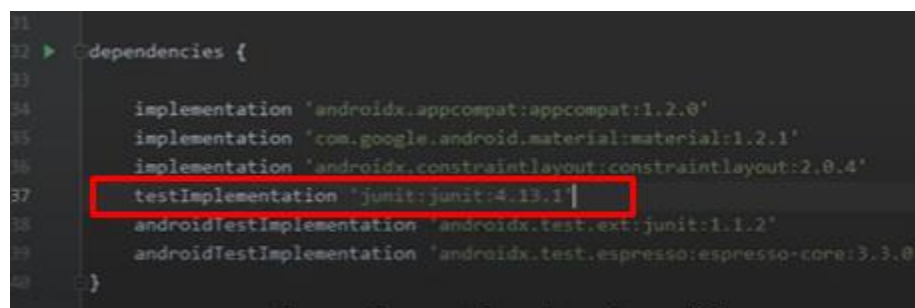 31
32 dependencies {
33
34 implementation 'androidx.appcompat:appcompat:1.2.0'
35 implementation 'com.google.android.material:material:1.2.1'
36 implementation 'androidx.constraintlayout:constraintlayout:2.0.4'
37 testImplementation 'junit:junit:4.13.1'
38 androidTestImplementation 'androidx.test.ext:junit:1.1.2'
39 androidTestImplementation 'androidx.test.espresso:espresso-core:3.3.0
40 }